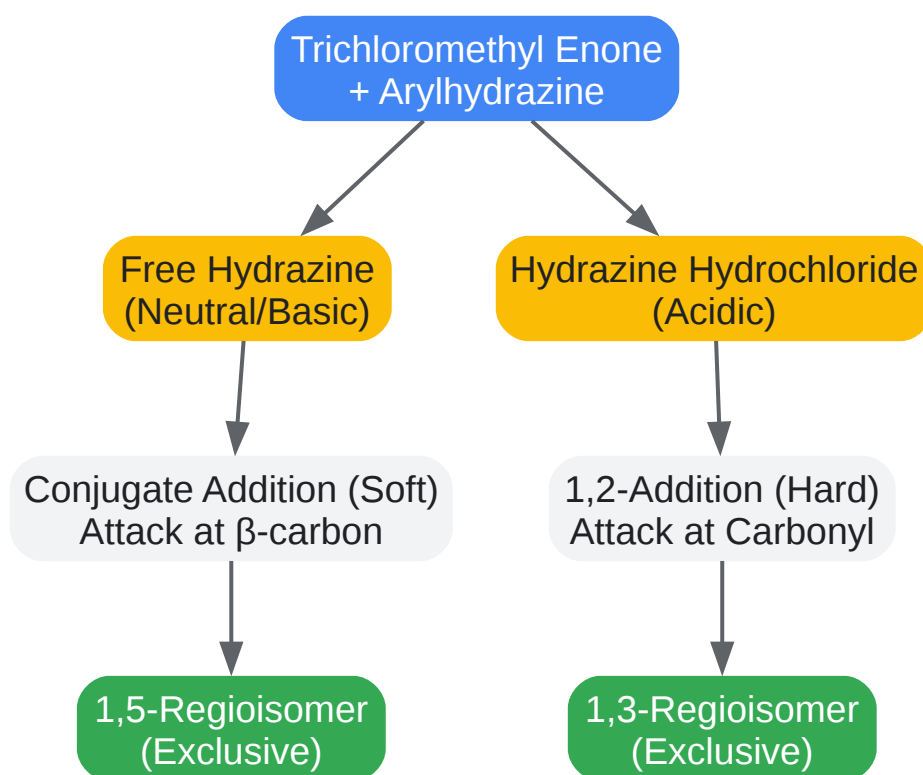 Trichloromethyl Enone
+ Arylhydrazine
Free Hydrazine
(Neutral/Basic)
Hydrazine Hydrochloride
(Acidic)
Conjugate Addition (Soft)
Attack at β-carbon
1,2-Addition (Hard)
Attack at Carbonyl
1,5-Regioisomer
(Exclusive)
1,3-Regioisomer
(Exclusive)